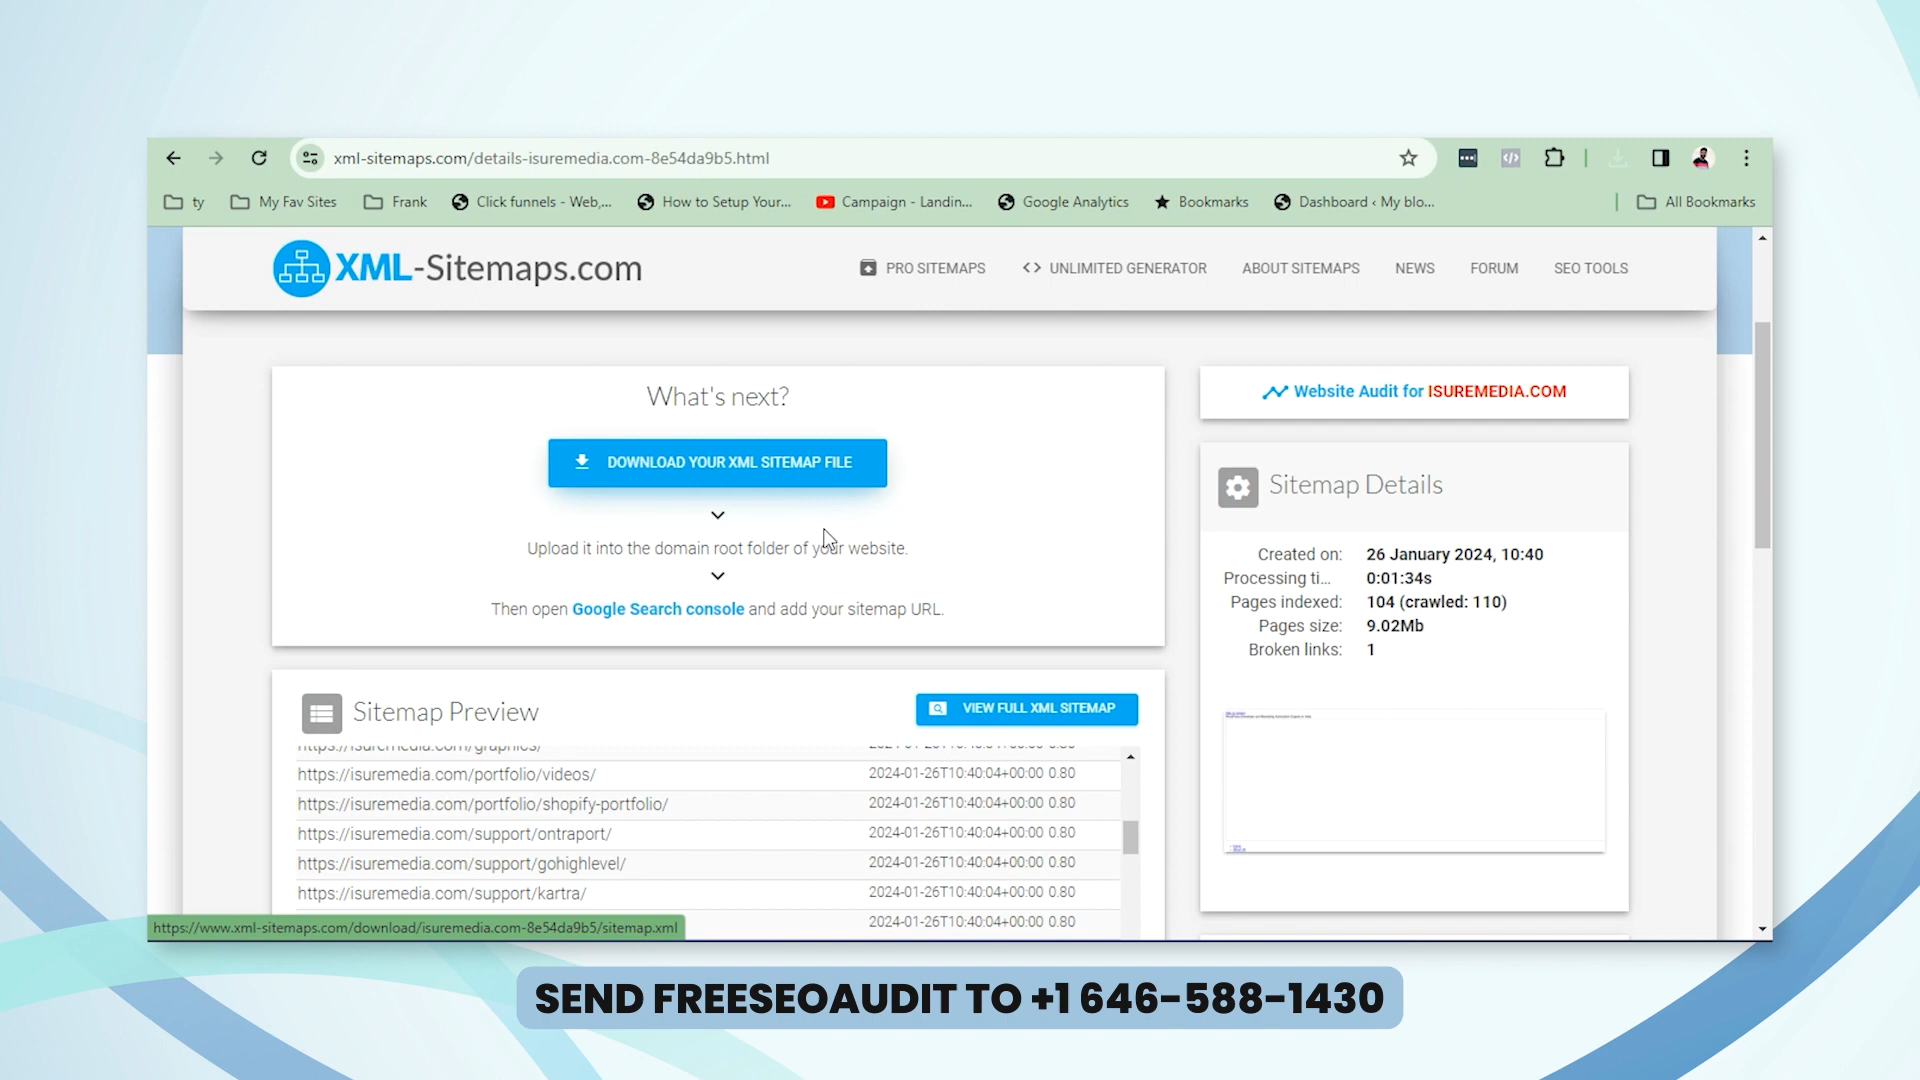 xml-sitemaps.com/details-isuremedia.com-8e54da9b5.html
ty
My Fav Sites
Frank
Click funnels - Web,...
How to Setup Your...
Campaign - Landin...
Google Analytics
Bookmarks
Dashboard ‹ My blo...
All Bookmarks
XML-Sitemaps.com
PRO SITEMAPS
UNLIMITED GENERATOR
ABOUT SITEMAPS
NEWS
FORUM
SEO TOOLS
What's next?
DOWNLOAD YOUR XML SITEMAP FILE
Upload it into the domain root folder of your website.
Then open Google Search console and add your sitemap URL.
Website Audit for ISUREMEDIA.COM
Sitemap Details
Created on: 26 January 2024, 10:40
Processing ti... 0:01:34s
Pages indexed: 104 (crawled: 110)
Pages size: 9.02Mb
Broken links: 1
Sitemap Preview
VIEW FULL XML SITEMAP
https://isuremedia.com/graphics/
https://isuremedia.com/portfolio/videos/ 2024-01-26T10:40:04+00:00 0.80
https://isuremedia.com/portfolio/shopify-portfolio/ 2024-01-26T10:40:04+00:00 0.80
https://isuremedia.com/support/ontraport/ 2024-01-26T10:40:04+00:00 0.80
https://isuremedia.com/support/gohighlevel/ 2024-01-26T10:40:04+00:00 0.80
https://isuremedia.com/support/kartra/ 2024-01-26T10:40:04+00:00 0.80
2024-01-26T10:40:04+00:00 0.80
https://www.xml-sitemaps.com/download/isuremedia.com-8e54da9b5/sitemap.xml
SEND FREESEOAUDIT TO +1 646-588-1430